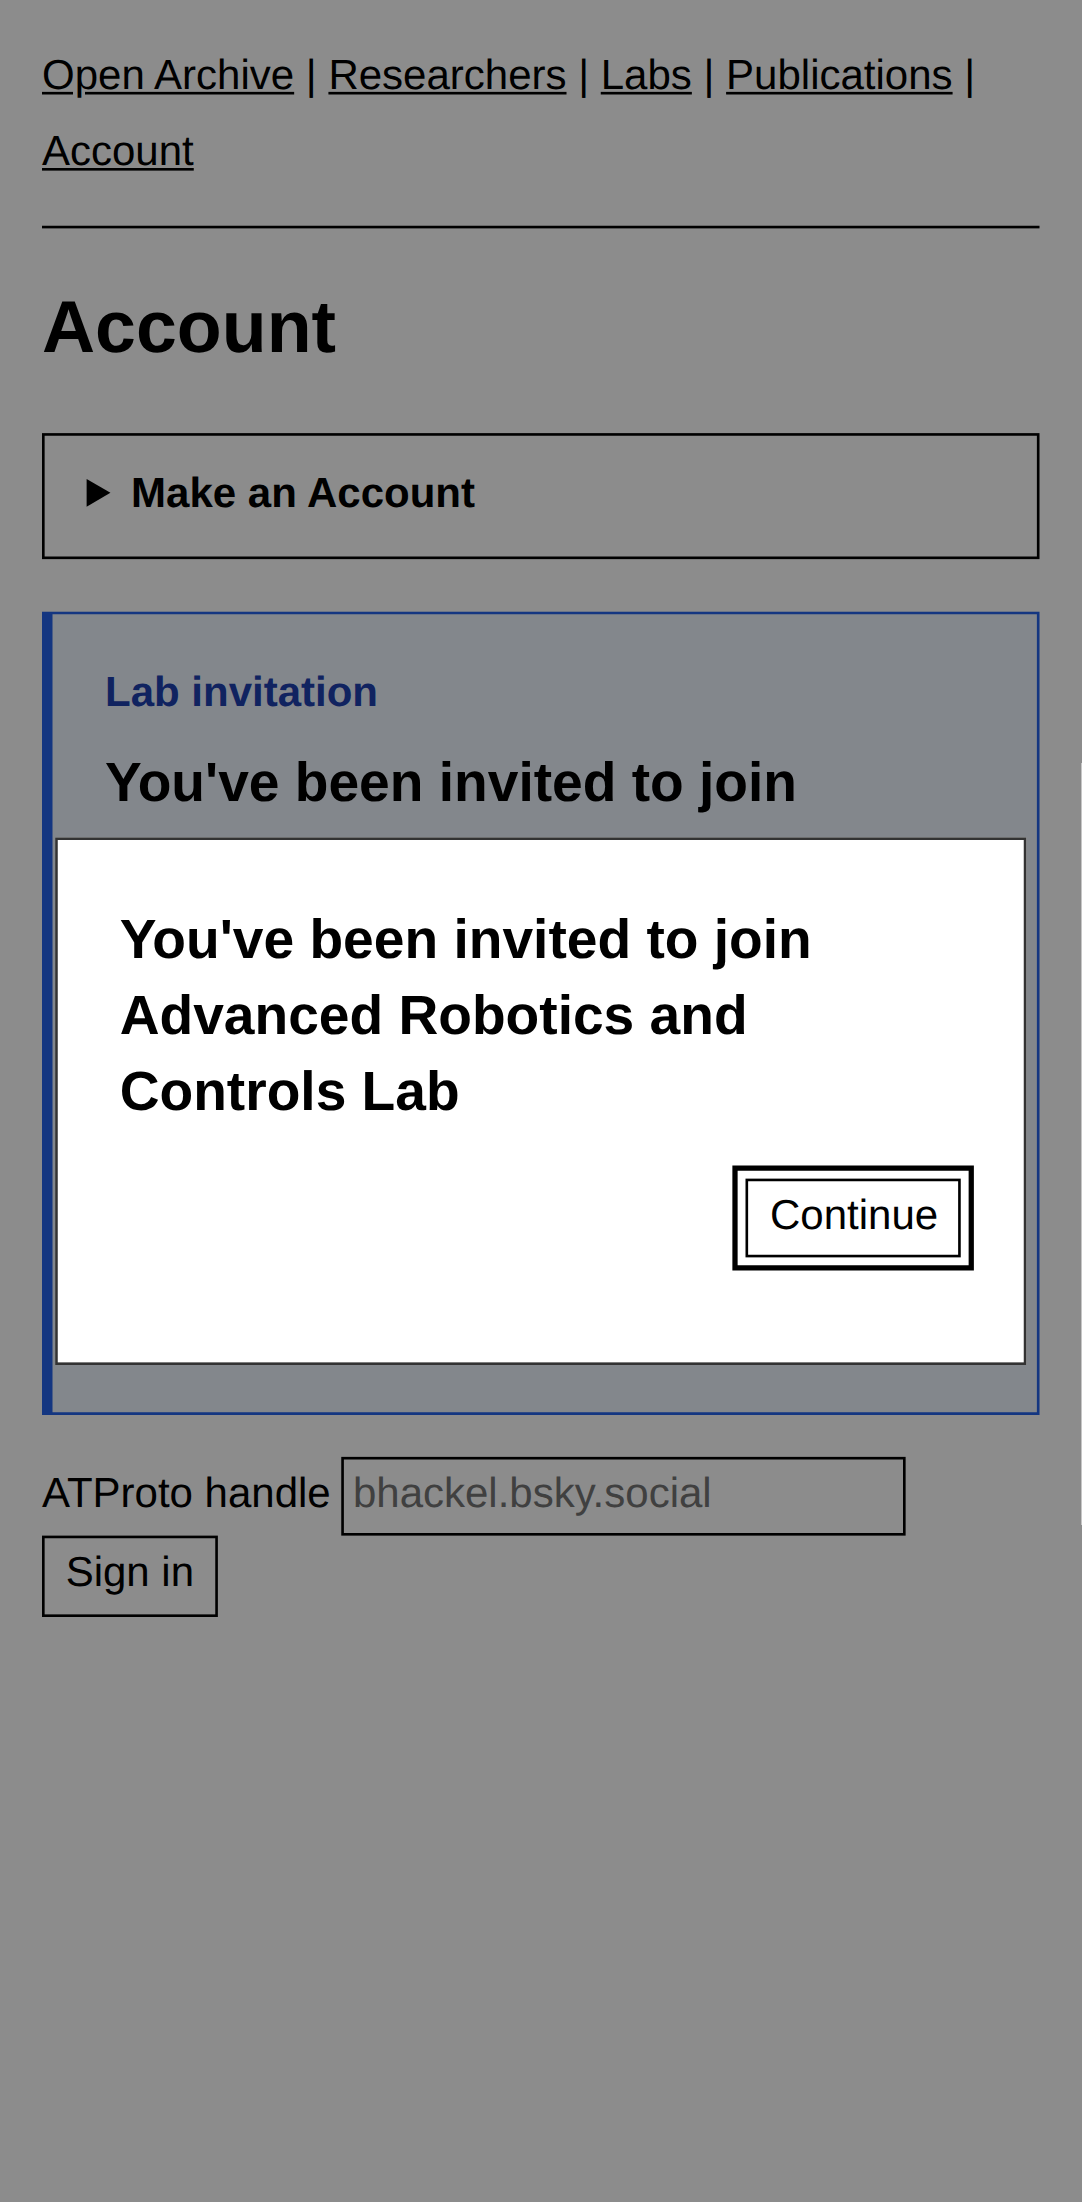 Open Archive | Researchers | Labs | Publications |
Account
Account
Make an Account
Lab invitation
You've been invited to join
You've been invited to join
Advanced Robotics and
Controls Lab
Continue
ATProto handle bhackel.bsky.social
Sign in